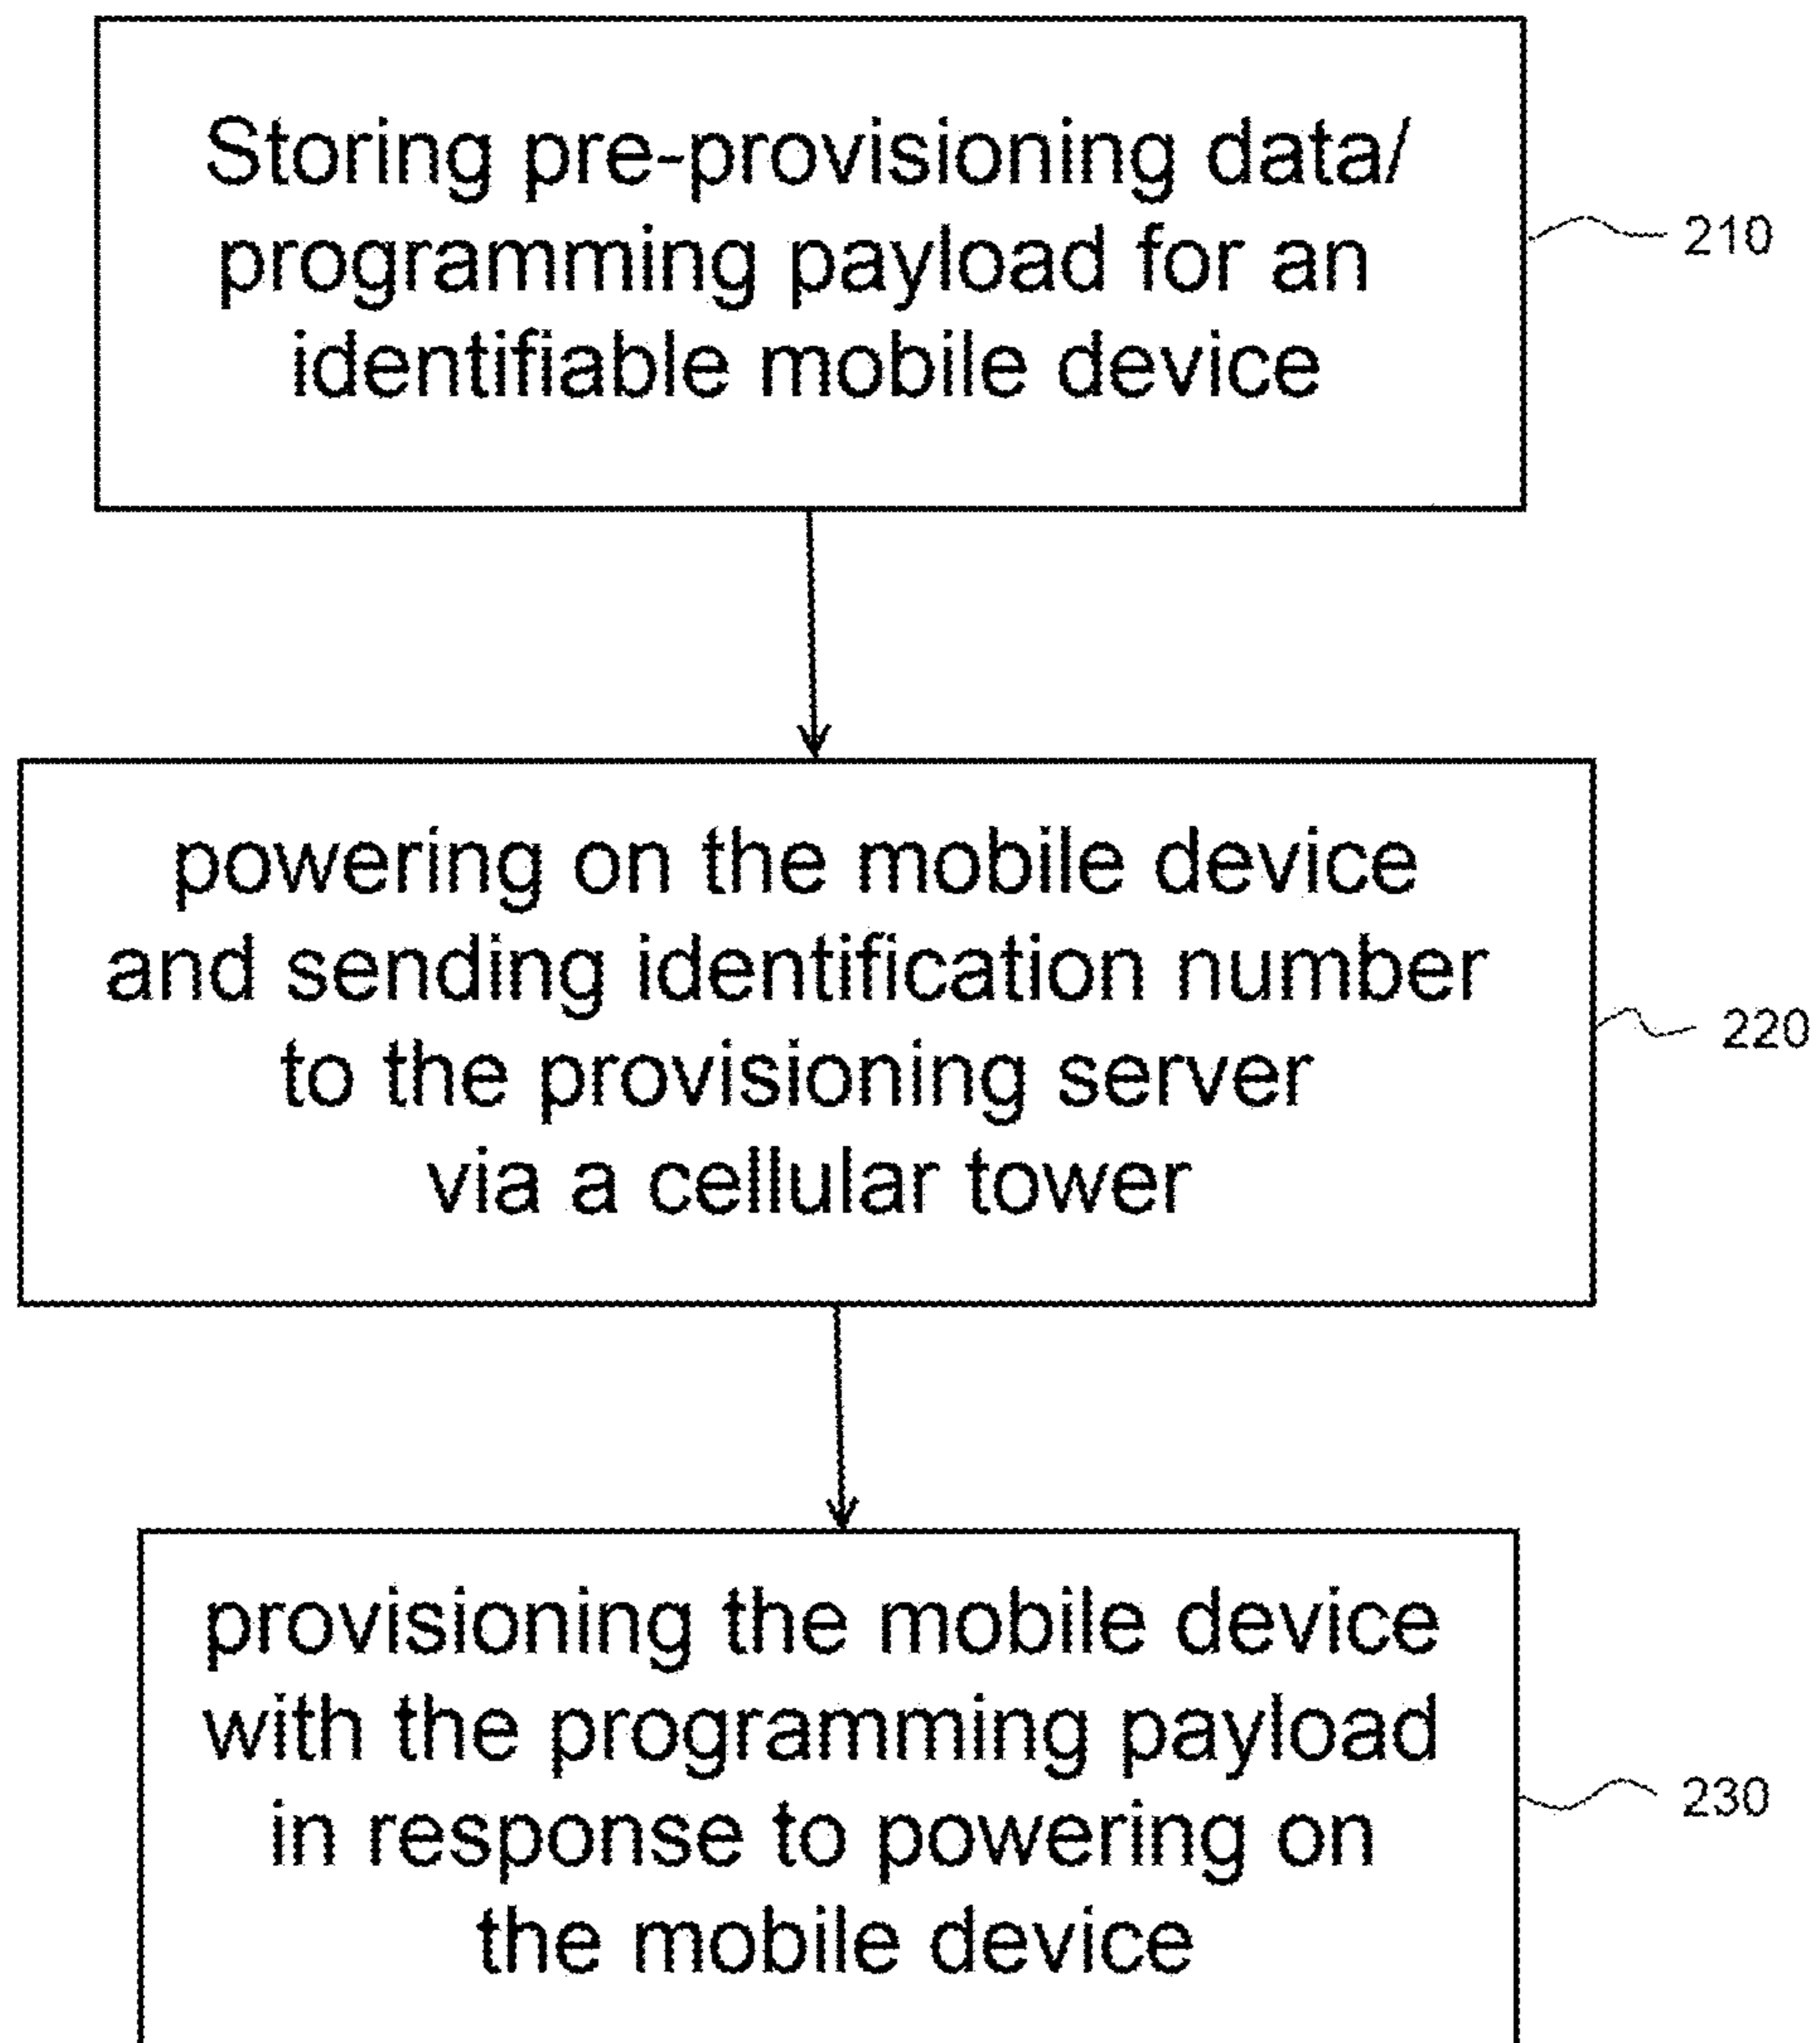 Storing pre-provisioning data/
programming payload for an
identifiable mobile device
210
powering on the mobile device
and sending identification number
to the provisioning server
via a cellular tower
220
provisioning the mobile device
with the programming payload
in response to powering on
the mobile device
230